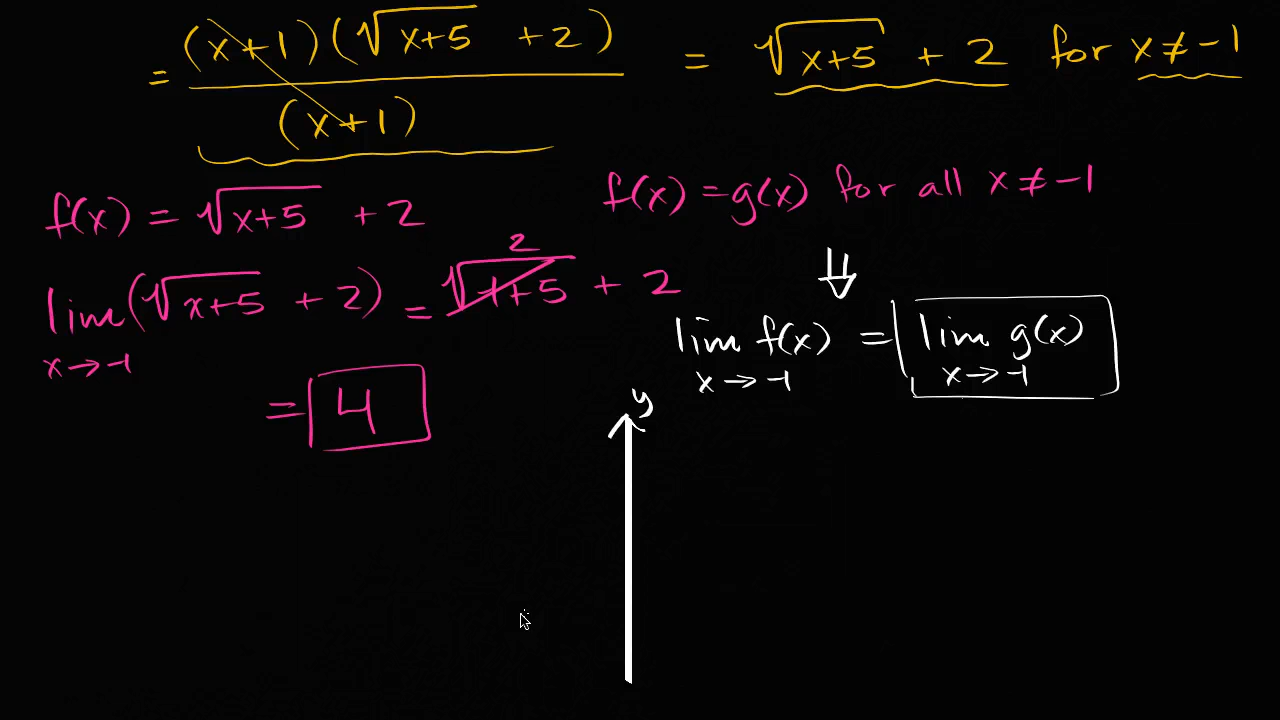 = (x+1)(√x+5 +2) / (x+1) = √x+5 + 2 for x≠-1
f(x) = √x+5 +2
f(x) = g(x) for all x≠-1
lim x→-1 (√x+5 + 2) = √-1+5 + 2
2
⇓
lim x→-1 f(x) = lim x→-1 g(x)
= 4
y